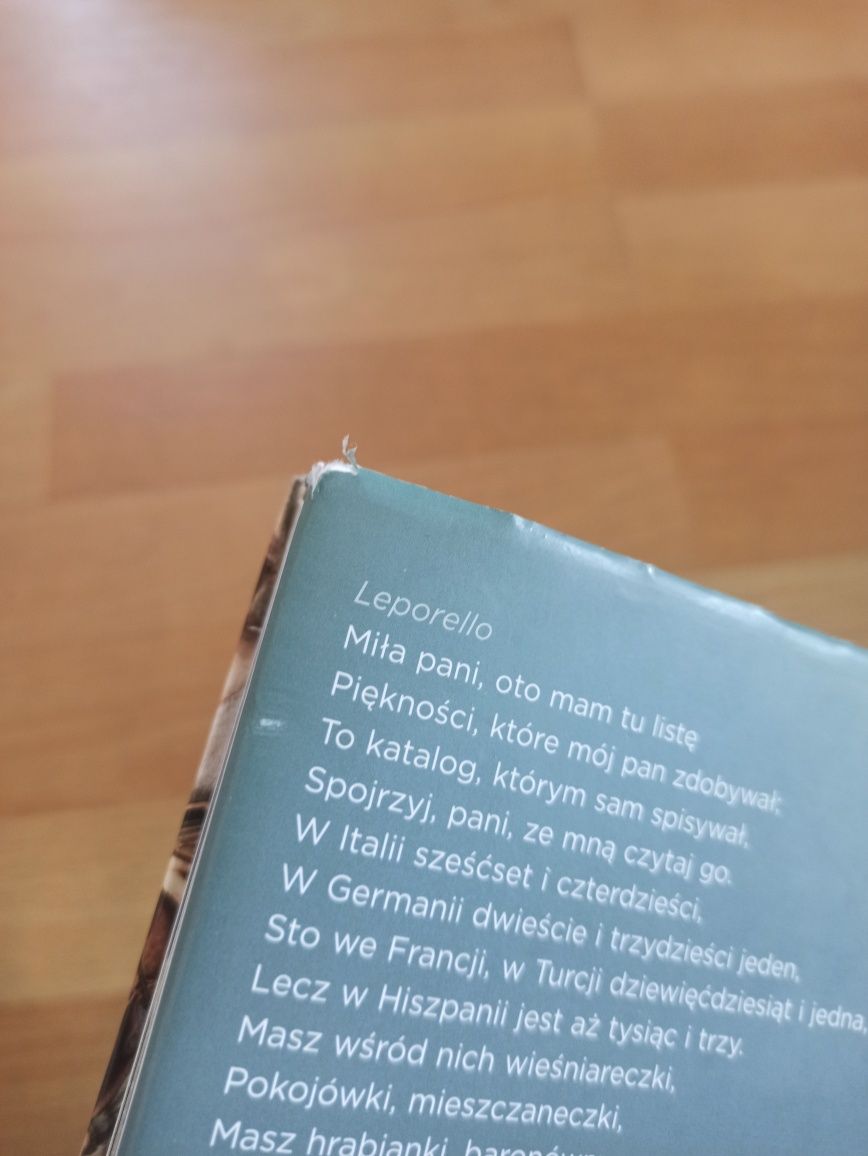 Leporello
Miła pani, oto mam tu listę
Piękności, które mój pan zdobywał;
To katalog, którym sam spisywał,
Spojrzyj, pani, ze mną czytaj go.
W Italii sześćset i czterdzieści,
W Germanii dwieście i trzydzieści jeden,
Sto we Francji, w Turcji dziewięćdziesiąt i jedna,
Lecz w Hiszpanii jest aż tysiąc i trzy.
Masz wśród nich wieśniareczki,
Pokojówki, mieszczaneczki,
Masz hrabianki,